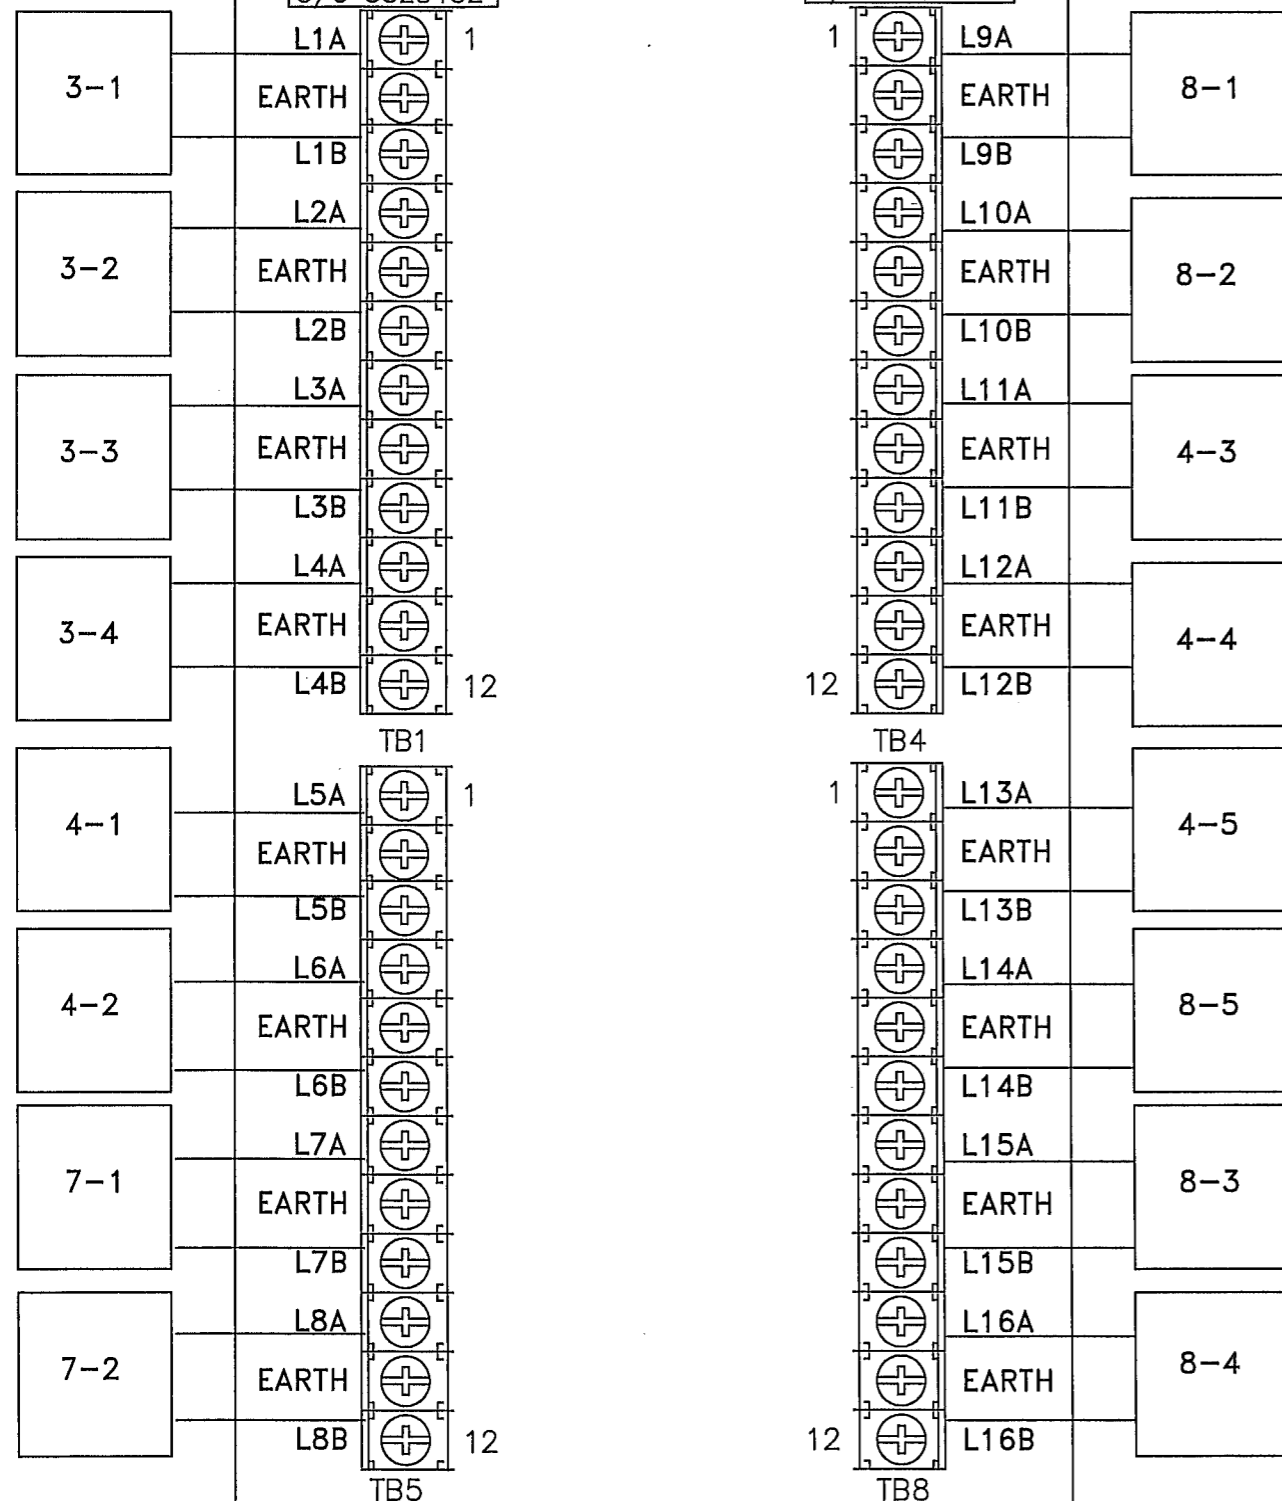 L1A 1
3-1
EARTH
L1B
L2A
3-2
EARTH
L2B
L3A
3-3
EARTH
L3B
L4A
3-4
EARTH
L4B 12
TB1
L5A 1
4-1
EARTH
L5B
L6A
4-2
EARTH
L6B
L7A
7-1
EARTH
L7B
L8A
7-2
EARTH
L8B 12
TB5
1 L9A
8-1
EARTH
L9B
L10A
8-2
EARTH
L10B
L11A
4-3
EARTH
L11B
L12A
4-4
EARTH
12 L12B
TB4
1 L13A
4-5
EARTH
L13B
L14A
8-5
EARTH
L14B
L15A
8-3
EARTH
L15B
L16A
8-4
EARTH
12 L16B
TB8